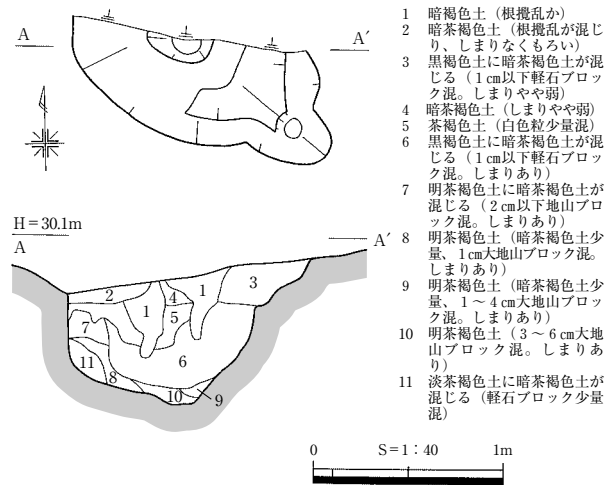 A
A′
H＝30.1m
A
A′
2
1
4
5
1
3
7
6
11
8
10
9
1 暗褐色土（根攪乱か）
2 暗茶褐色土（根攪乱が混じ
り、しまりなくもろい）
3 黒褐色土に暗茶褐色土が混
じる（1㎝以下軽石ブロッ
ク混。しまりやや弱）
4 暗茶褐色土（しまりやや弱）
5 茶褐色土（白色粒少量混）
6 黒褐色土に暗茶褐色土が混
じる（1㎝以下軽石ブロッ
ク混。しまりあり）
7 明茶褐色土に暗茶褐色土が
混じる（2㎝以下地山ブロ
ック混。しまりあり）
8 明茶褐色土（暗茶褐色土少
量、1㎝大地山ブロック混。
しまりあり）
9 明茶褐色土（暗茶褐色土少
量、1～4㎝大地山ブロッ
ク混。しまりあり）
10 明茶褐色土（3～6㎝大地
山ブロック混。しまりあ
り）
11 淡茶褐色土に暗茶褐色土が
混じる（軽石ブロック少量
混）
0 S＝1：40 1m